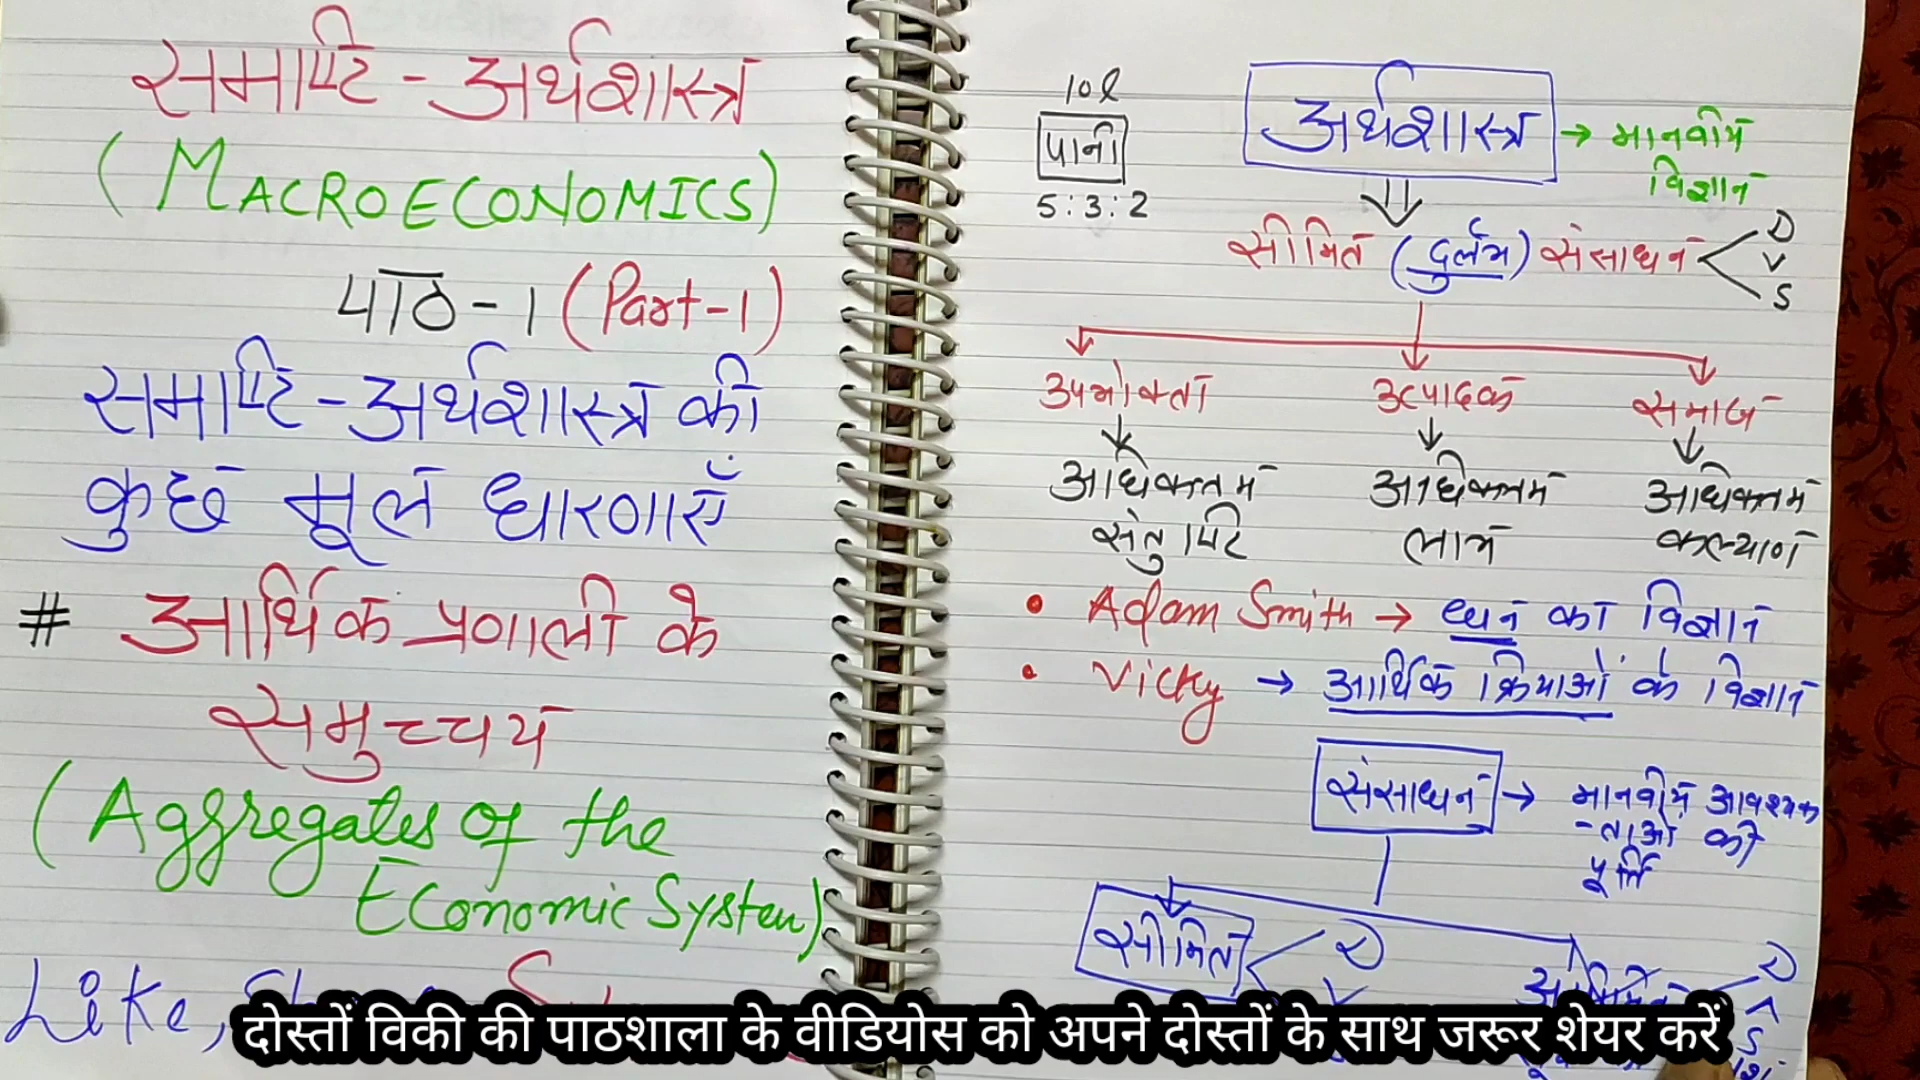 समष्टि - अर्थशास्त्र
(MACROECONOMICS)
पाठ - 1 (Part-1)
समष्टि - अर्थशास्त्र की
कुछ मूल धारणाएँ
# आर्थिक प्रणाली के
समुच्चय
(Aggregates of the
Economic System)
Like,
10l
पानी
5:3:2
अर्थशास्त्र → मानवीय
विज्ञान
सीमित (दुर्लभ) संसाधन
D
V
S
उपभोक्ता उत्पादक समाज
अधिकतम अधिकतम अधिकतम
संतुष्टि लाभ कल्याण
• Adam Smith → धन का विज्ञान
• Vicky → आर्थिक क्रियाओं का विज्ञान
संसाधन → मानवीय आवश्यक
-ताओं की
पूर्ति
सीमित
D
V
D
S
दोस्तों विकी की पाठशाला के वीडियोस को अपने दोस्तों के साथ जरूर शेयर करें